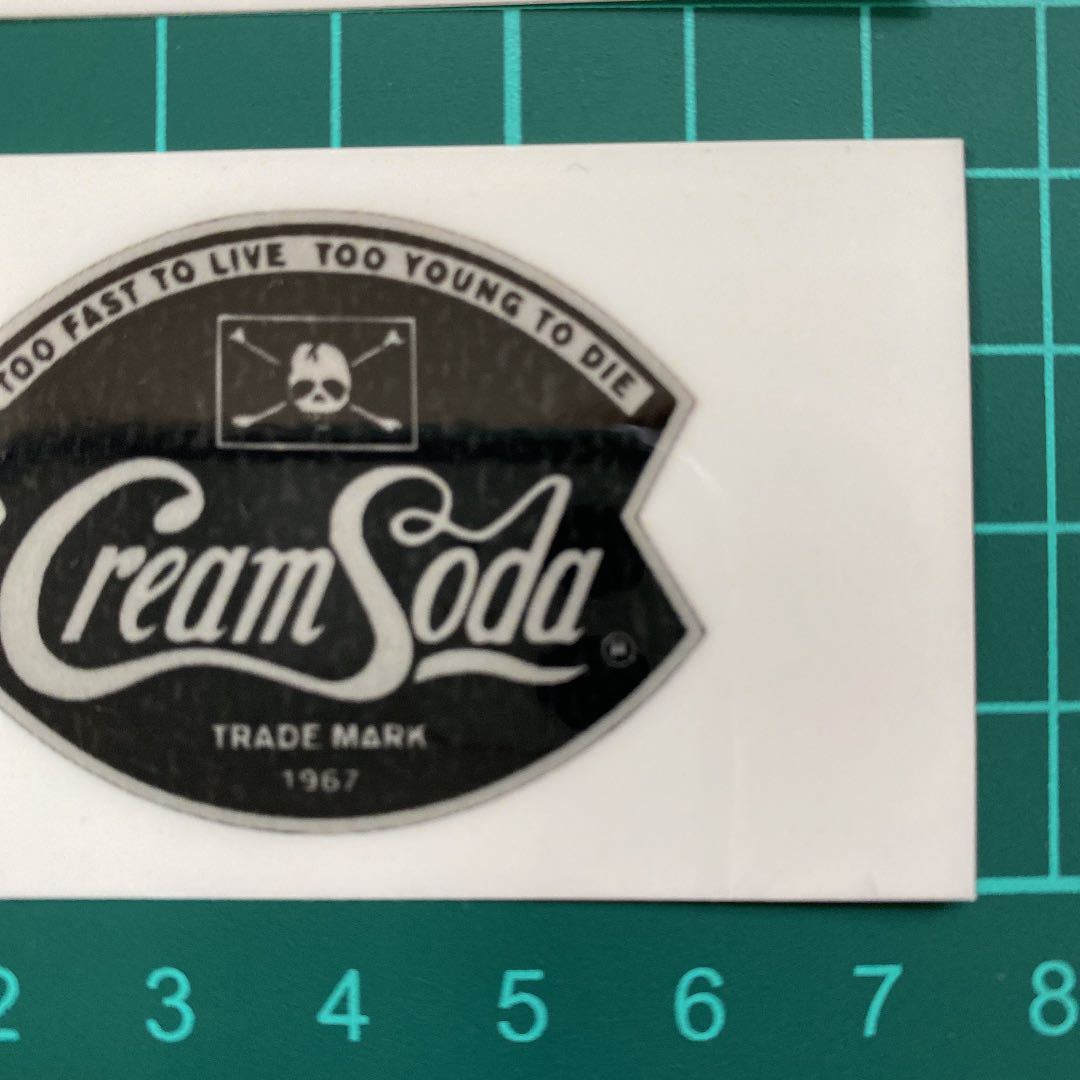 TOO FAST TO LIVE TOO YOUNG TO DIE
Cream Soda
TRADE MARK
1967
2 3 4 5 6 7 8